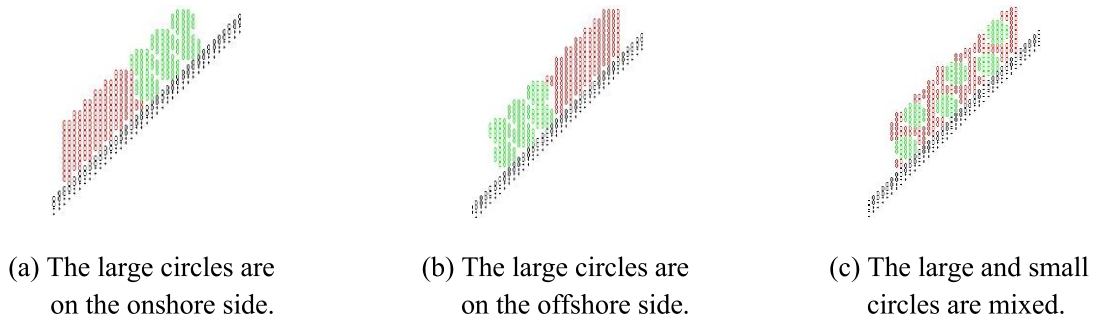 (a) The large circles are
on the onshore side.
(b) The large circles are
on the offshore side.
(c) The large and small
circles are mixed.